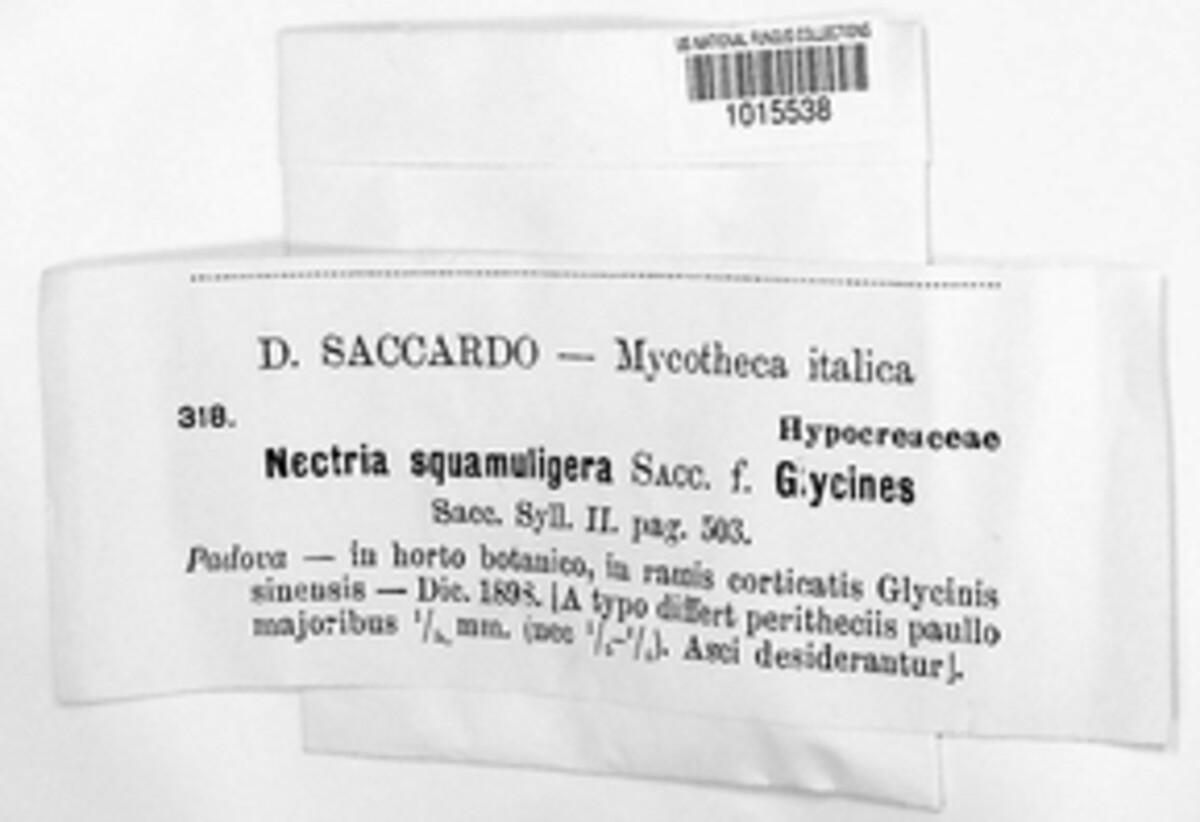 US NATIONAL FUNGUS COLLECTIONS
1015538
D. SACCARDO — Mycotheca italica
318.
Hypocreaceae
Nectria squamuligera SACC. f. Glycines
Sacc. Syll. II. pag. 503.
Padova — in horto botanico, in ramis corticatis Glycinis
sinensis — Dic. 1898. [A typo differt peritheciis paullo
majoribus mm. (nec Asci desiderantur].